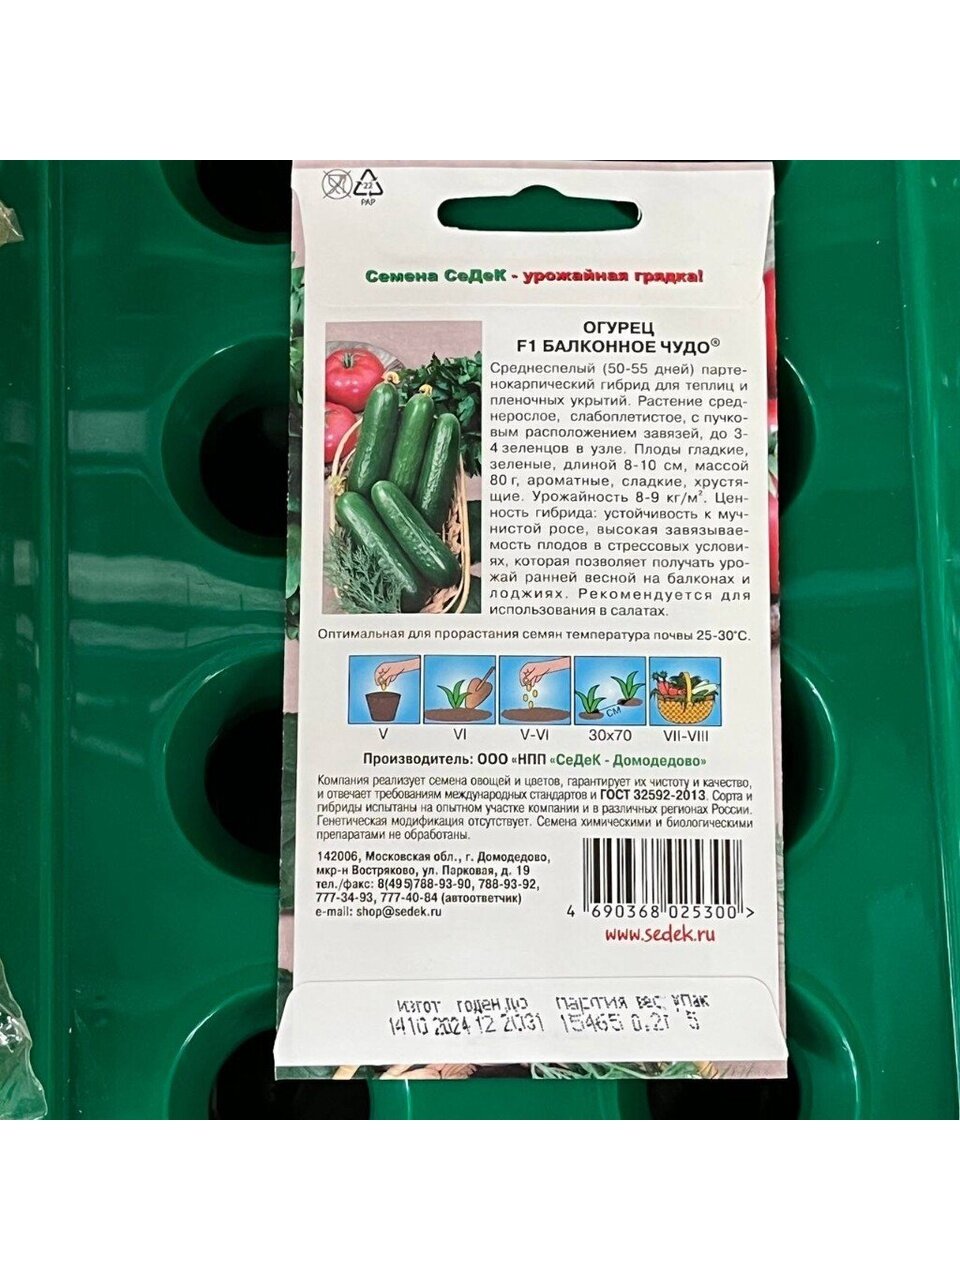 22
PAP
Семена СеДеК - урожайная грядка!
ОГУРЕЦ
F1 БАЛКОННОЕ ЧУДО®
Среднеспелый (50-55 дней) парте-
нокарпический гибрид для теплиц и
пленочных укрытий. Растение сред-
нерослое, слабоплетистое, с пучко-
вым расположением завязей, до 3-
4 зеленцов в узле. Плоды гладкие,
зеленые, длиной 8-10 см, массой
80 г, ароматные, сладкие, хрустя-
щие. Урожайность 8-9 кг/м². Цен-
ность гибрида: устойчивость к муч-
нистой росе, высокая завязывае-
мость плодов в стрессовых услови-
ях, которая позволяет получать уро-
жай ранней весной на балконах и
лоджиях. Рекомендуется для
использования в салатах.
Оптимальная для прорастания семян температура почвы 25-30°С.
СМ
V VI V-VI 30x70 VII-VIII
Производитель: ООО «НПП «СеДеК - Домодедово»
Компания реализует семена овощей и цветов, гарантирует их чистоту и качество,
и отвечает требованиям международных стандартов и ГОСТ 32592-2013. Сорта и
гибриды испытаны на опытном участке компании и в различных регионах России.
Генетическая модификация отсутствует. Семена химическими и биологическими
препаратами не обработаны.
142006, Московская обл., г. Домодедово,
мкр-н Востряково, ул. Парковая, д. 19
тел./факс: 8(495)788-93-90, 788-93-92,
777-34-93, 777-40-84 (автоответчик)
e-mail: shop@sedek.ru
4 690368 025300 >
www.sedek.ru
изгот годен до партия вес упак
1410 2024 12 2031 15465 0.2г 5